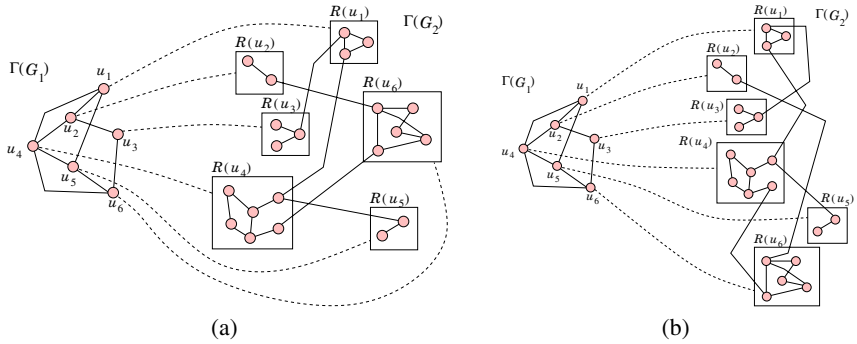 R(u₁)
Γ(G₂)
R(u₂)
Γ(G₁)
u₁
R(u₃)
R(u₆)
u₂
u₃
u₄
u₅
R(u₄)
u₆
R(u₅)
(a)
R(u₁)
Γ(G₂)
R(u₂)
Γ(G₁)
u₁
R(u₃)
u₂
u₃
u₄
R(u₄)
u₅
u₆
R(u₅)
R(u₆)
(b)